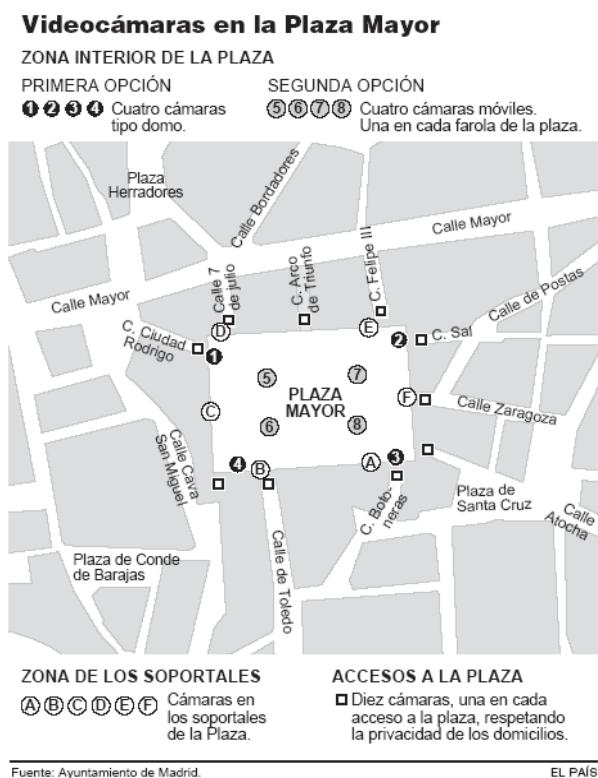 Videocámaras en la Plaza Mayor
ZONA INTERIOR DE LA PLAZA
PRIMERA OPCIÓN
1 2 3 4 Cuatro cámaras
tipo domo.
SEGUNDA OPCIÓN
5 6 7 8 Cuatro cámaras móviles.
Una en cada farola de la plaza.
Plaza
Herradores
Calle Bordadores
Calle Mayor
Calle Mayor
Calle 7
de julio
C. Arco
de Triunfo
C. Felipe III
Calle de Postas
C. Ciudad
Rodrigo
D
E
1
2
C. Sal
5
7
PLAZA
MAYOR
C
F
Calle Zaragoza
6
8
Calle Cava
San Miguel
4
B
A
3
C. Boto-
neras
Plaza de
Santa Cruz
Calle
Atocha
Calle de Toledo
Plaza de Conde
de Barajas
ZONA DE LOS SOPORTALES
A B C D E F Cámaras en
los soportales
de la Plaza.
ACCESOS A LA PLAZA
Diez cámaras, una en cada
acceso a la plaza, respetando
la privacidad de los domicilios.
Fuente: Ayuntamiento de Madrid.
EL PAÍS